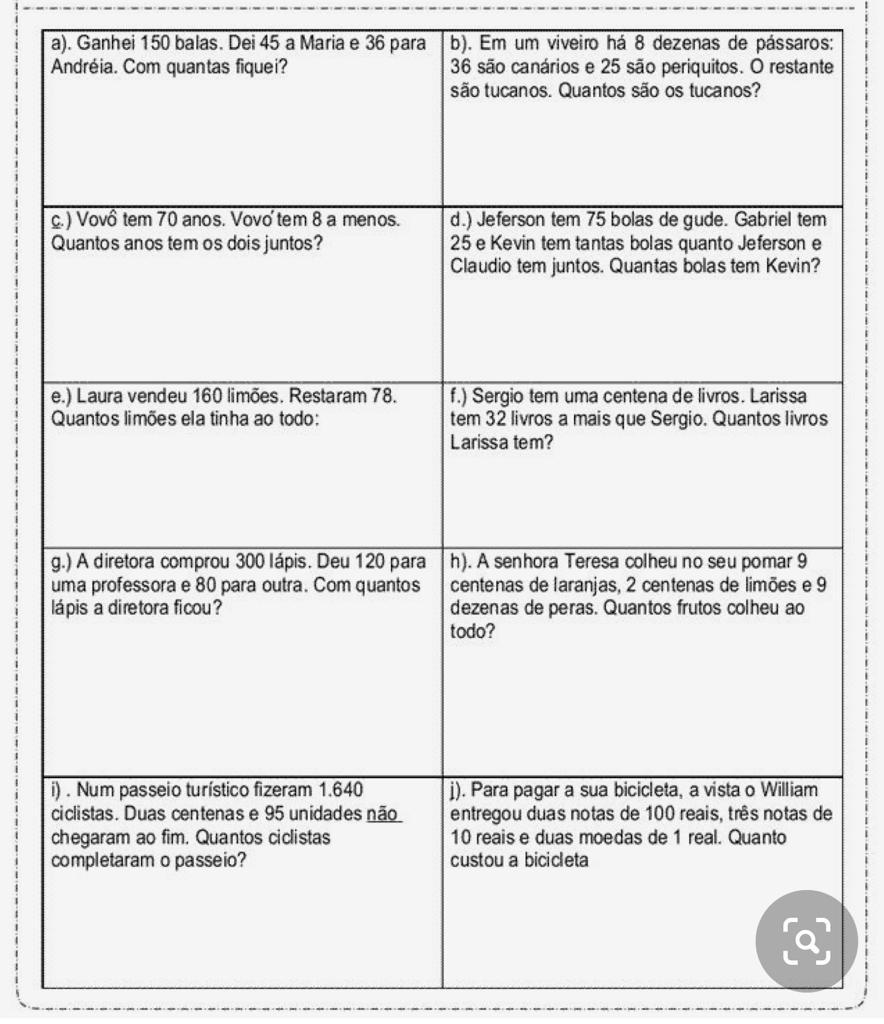 a). Ganhei 150 balas. Dei 45 a Maria e 36 para
Andréia. Com quantas fiquei?
b). Em um viveiro há 8 dezenas de pássaros:
36 são canários e 25 são periquitos. O restante
são tucanos. Quantos são os tucanos?
c.) Vovô tem 70 anos. Vovó tem 8 a menos.
Quantos anos tem os dois juntos?
d.) Jeferson tem 75 bolas de gude. Gabriel tem
25 e Kevin tem tantas bolas quanto Jeferson e
Claudio tem juntos. Quantas bolas tem Kevin?
e.) Laura vendeu 160 limões. Restaram 78.
Quantos limões ela tinha ao todo:
f.) Sergio tem uma centena de livros. Larissa
tem 32 livros a mais que Sergio. Quantos livros
Larissa tem?
g.) A diretora comprou 300 lápis. Deu 120 para
uma professora e 80 para outra. Com quantos
lápis a diretora ficou?
h). A senhora Teresa colheu no seu pomar 9
centenas de laranjas, 2 centenas de limões e 9
dezenas de peras. Quantos frutos colheu ao
todo?
i) . Num passeio turístico fizeram 1.640
ciclistas. Duas centenas e 95 unidades não
chegaram ao fim. Quantos ciclistas
completaram o passeio?
j). Para pagar a sua bicicleta, a vista o William
entregou duas notas de 100 reais, três notas de
10 reais e duas moedas de 1 real. Quanto
custou a bicicleta